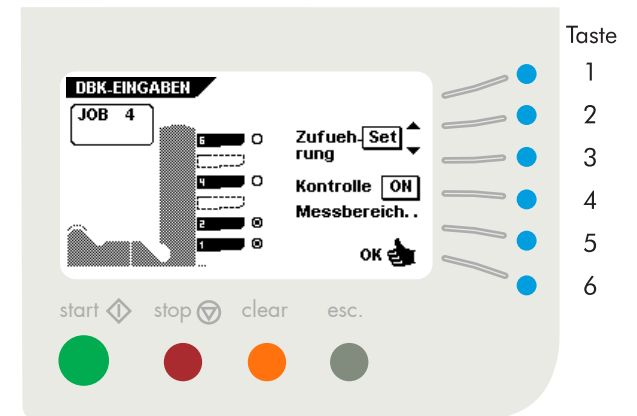 Taste
DBK-EINGABEN
1
JOB 4
2
6
Zufueh- Set
rung
3
4
Kontrolle ON
4
Messbereich..
2
5
1
OK
6
start stop clear esc.